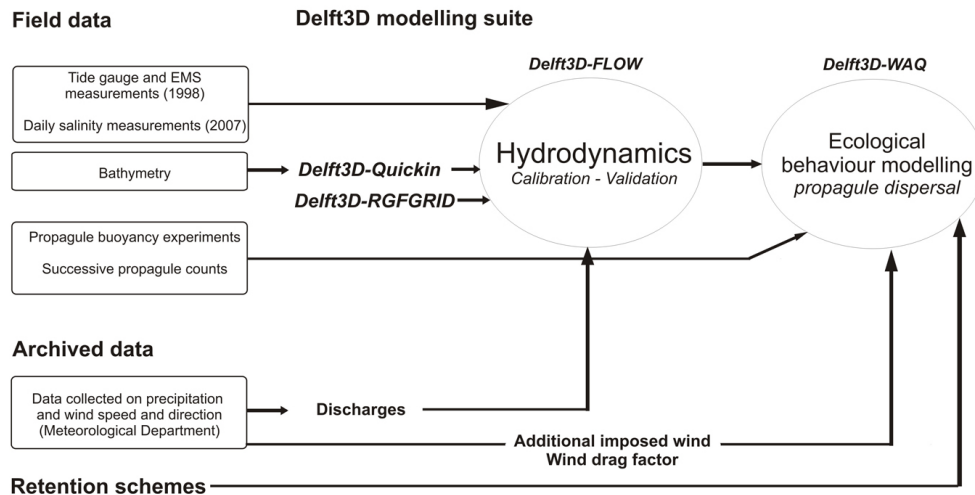 Field data
Delft3D modelling suite
Tide gauge and EMS
measurements (1998)
Daily salinity measurements (2007)
Delft3D-FLOW
Delft3D-WAQ
Hydrodynamics
Calibration - Validation
Ecological
behaviour modelling
propagule dispersal
Bathymetry
Delft3D-Quickin
Delft3D-RGFGRID
Propagule buoyancy experiments
Successive propagule counts
Archived data
Data collected on precipitation
and wind speed and direction
(Meteorological Department)
Discharges
Additional imposed wind
Wind drag factor
Retention schemes